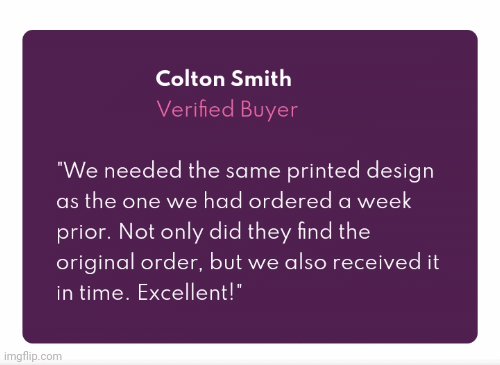 Colton Smith
Verified Buyer
"We needed the same printed design
as the one we had ordered a week
prior. Not only did they find the
original order, but we also received it
in time. Excellent!"
imgflip.com